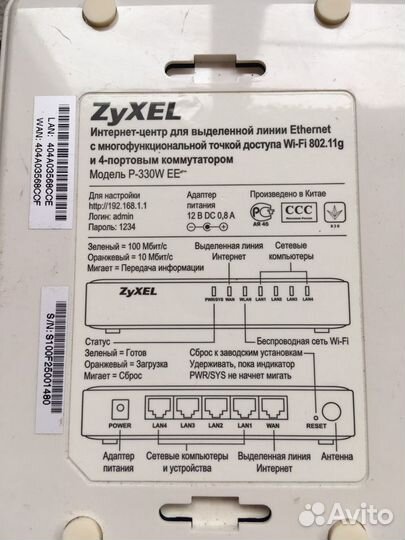 LAN: 404A03568CCE
WAN: 404A03568CCF
S/N: S100F25001480
ZyXEL
Интернет-центр для выделенной линии Ethernet
с многофункциональной точкой доступа Wi-Fi 802.11g
и 4-портовым коммутатором
Модель P-330W EE
Для настройки
http://192.168.1.1
Логин: admin
Пароль: 1234
Адаптер
питания
12 В DC 0,8 А
Произведено в Китае
АЯ 46
CCC
Зеленый = 100 Мбит/с
Оранжевый = 10 Мбит/с
Мигает = Передача информации
Выделенная линия
Интернет
Сетевые
компьютеры
ZyXEL
PWR/SYS WAN WLAN LAN1 LAN2 LAN3 LAN4
Статус
Зеленый = Готов
Оранжевый = Загрузка
Мигает = Сброс
Беспроводная сеть Wi-Fi
Сброс к заводским установкам
Удерживать, пока индикатор
PWR/SYS не начнет мигать
POWER LAN4 LAN3 LAN2 LAN1 WAN RESET
Адаптер
питания
Сетевые компьютеры
и устройства
Выделенная линия
Интернет
Антенна
Avito